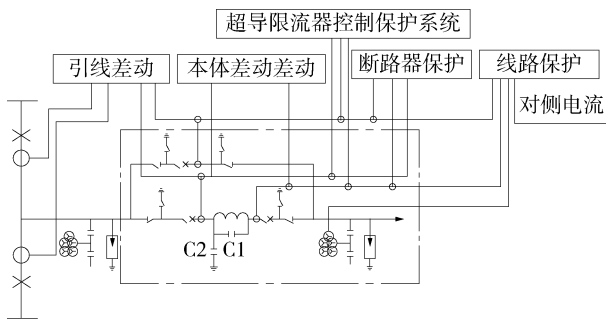 超导限流器控制保护系统
引线差动
本体差动差动
断路器保护
线路保护
对侧电流
C2
C1